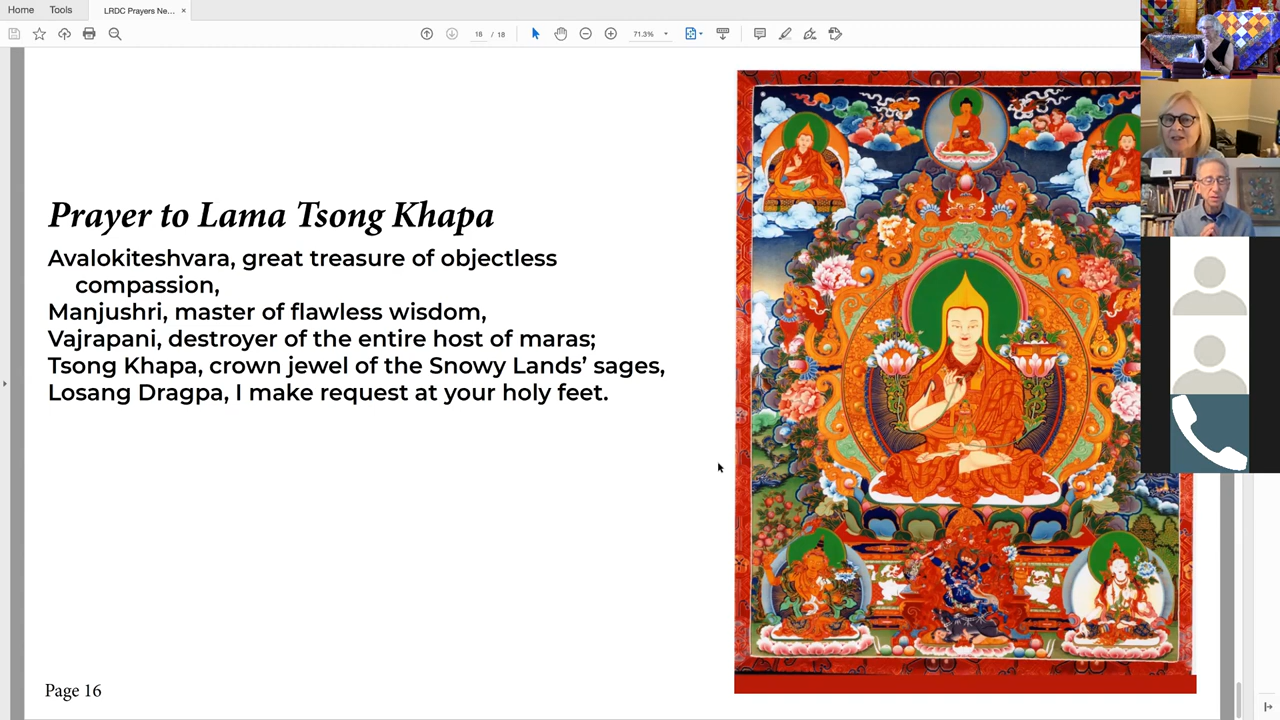 Home Tools LRDC Prayers Ne... ×
18 / 18 71.3%
Prayer to Lama Tsong Khapa
Avalokiteshvara, great treasure of objectless
compassion,
Manjushri, master of flawless wisdom,
Vajrapani, destroyer of the entire host of maras;
Tsong Khapa, crown jewel of the Snowy Lands’ sages,
Losang Dragpa, I make request at your holy feet.
Page 16